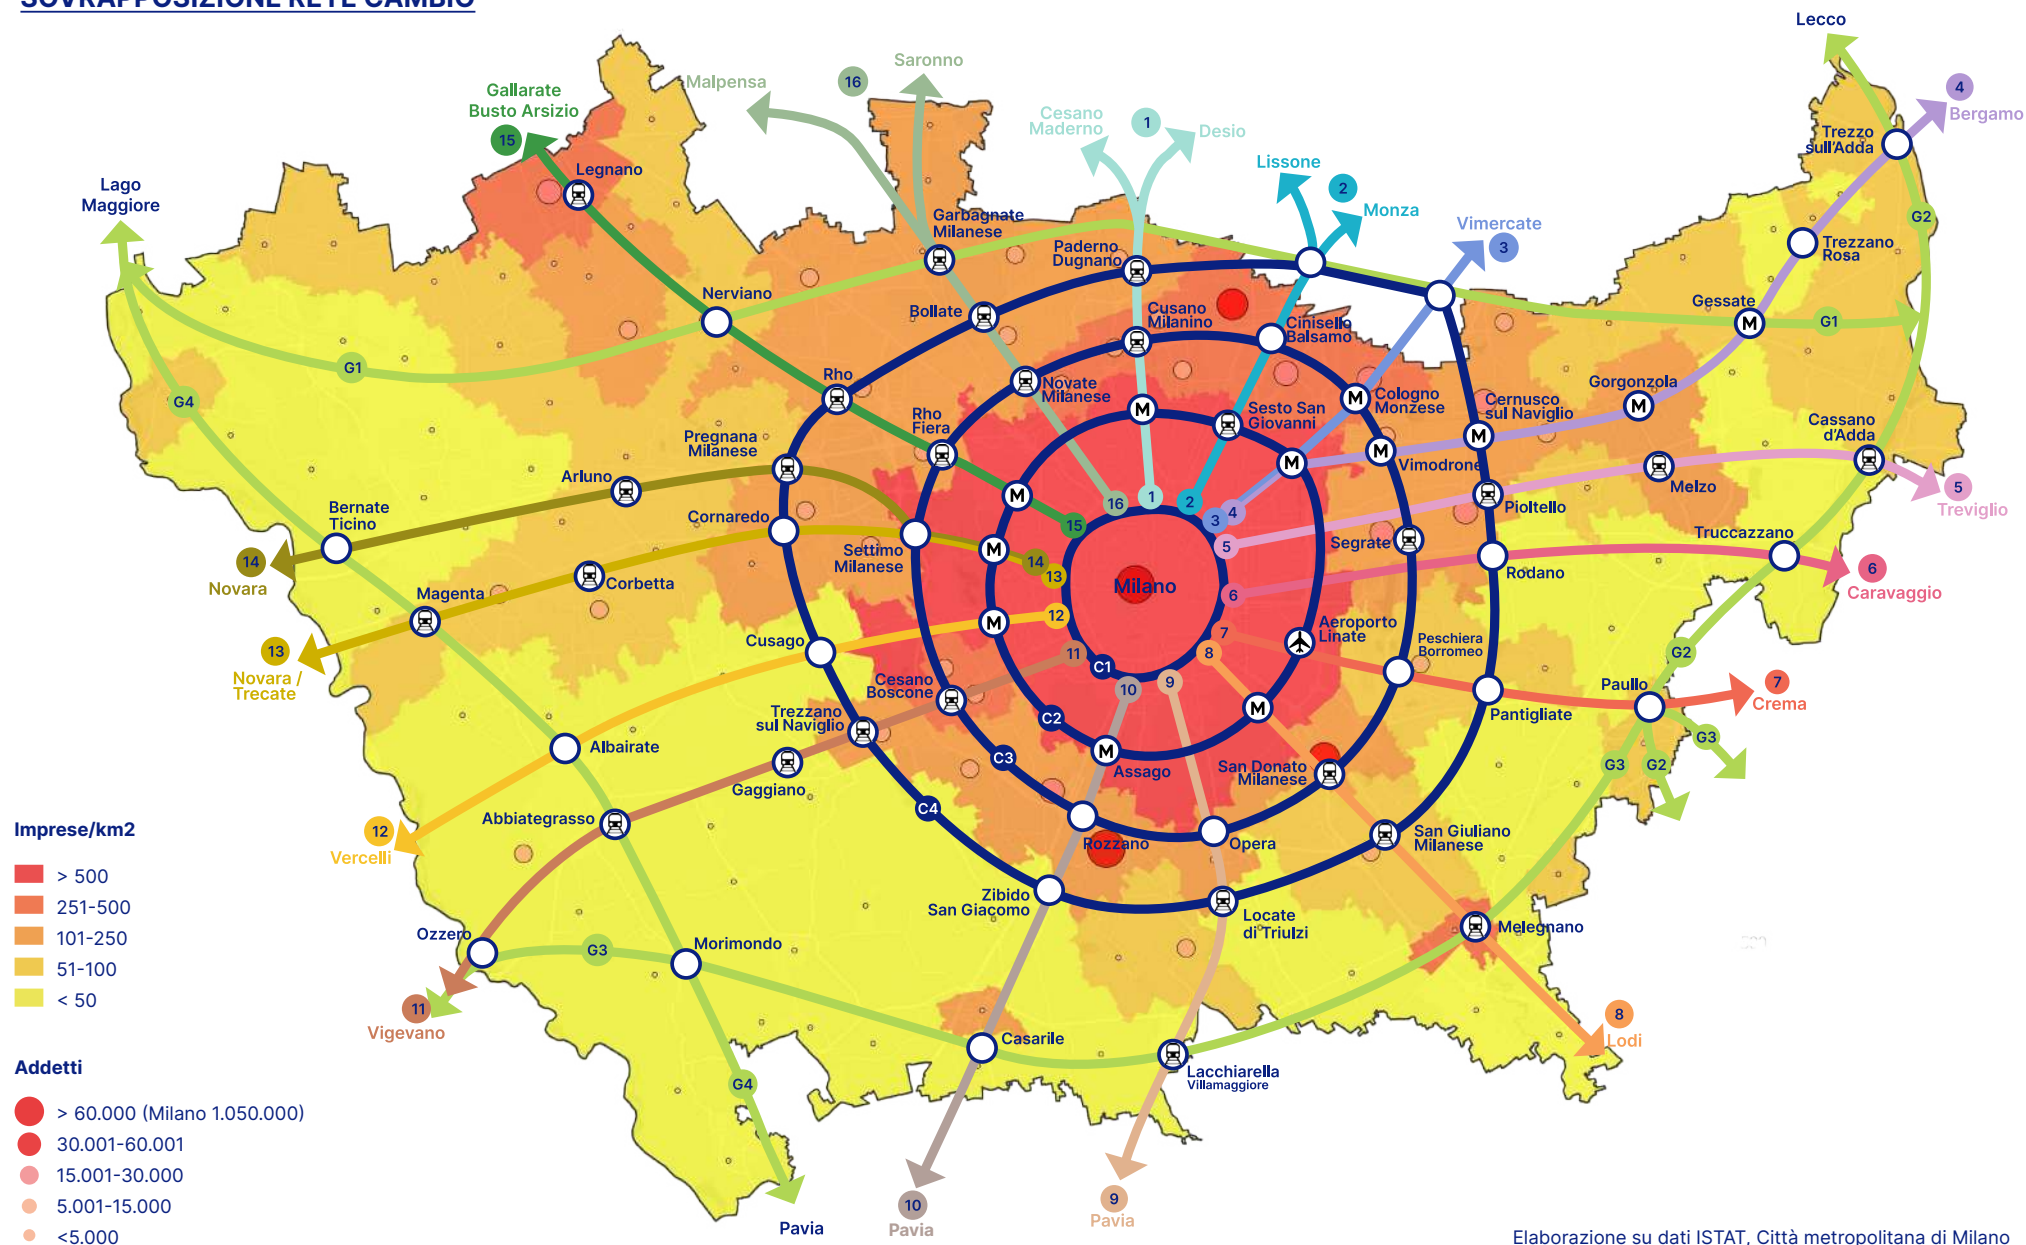 SOVRAPPOSIZIONE RETE CAMBIO
Lecco
Saronno
16
Malpensa
Gallarate
Busto Arsizio
15
4
Bergamo
Cesano
Maderno
1
Desio
Trezzo
sull'Adda
Lissone
2
Monza
Legnano
Lago
Maggiore
Vimercate
3
G2
Garbagnate
Milanese
Paderno
Dugnano
Trezzano
Rosa
Nerviano
Gessate
M
G1
Bollate
Cusano
Milanino
Cinisello
Balsamo
G1
Rho
Novate
Milanese
Gorgonzola
M
G4
M
Cologno
Monzese
M
Cernusco
sul Naviglio
M
Rho
Fiera
Sesto San
Giovanni
Cassano
d'Adda
Pregnana
Milanese
M
M
Vimodrone
Arluno
Melzo
5
Treviglio
M
16
1
2
3
4
Pioltello
Bernate
Ticino
Cornaredo
15
5
Segrate
Truccazzano
Settimo
Milanese
M
14
13
Milano
Rodano
6
Caravaggio
14
Novara
Corbetta
Magenta
6
12
M
Aeroporto
Linate
Peschiera
Borromeo
13
Novara /
Trecate
Cusago
11
C1
7
8
G2
Cesano
Boscone
10
9
Paullo
7
Crema
Trezzano
sul Naviglio
C2
M
Pantigliate
G3
Albairate
M
Assago
C3
San Donato
Milanese
G3
G2
Gaggiano
C4
Abbiategrasso
12
Vercelli
Rozzano
Opera
San Giuliano
Milanese
Imprese/km2
> 500
251-500
101-250
51-100
< 50
Zibido
San Giacomo
Locate
di Triulzi
Melegnano
Ozzero
G3
Morimondo
11
Vigevano
8
Lodi
Casarile
Lacchiarella
Villamaggiore
G4
Addetti
> 60.000 (Milano 1.050.000)
30.001-60.001
15.001-30.000
5.001-15.000
<5.000
10
Pavia
9
Pavia
Pavia
Elaborazione su dati ISTAT, Città metropolitana di Milano